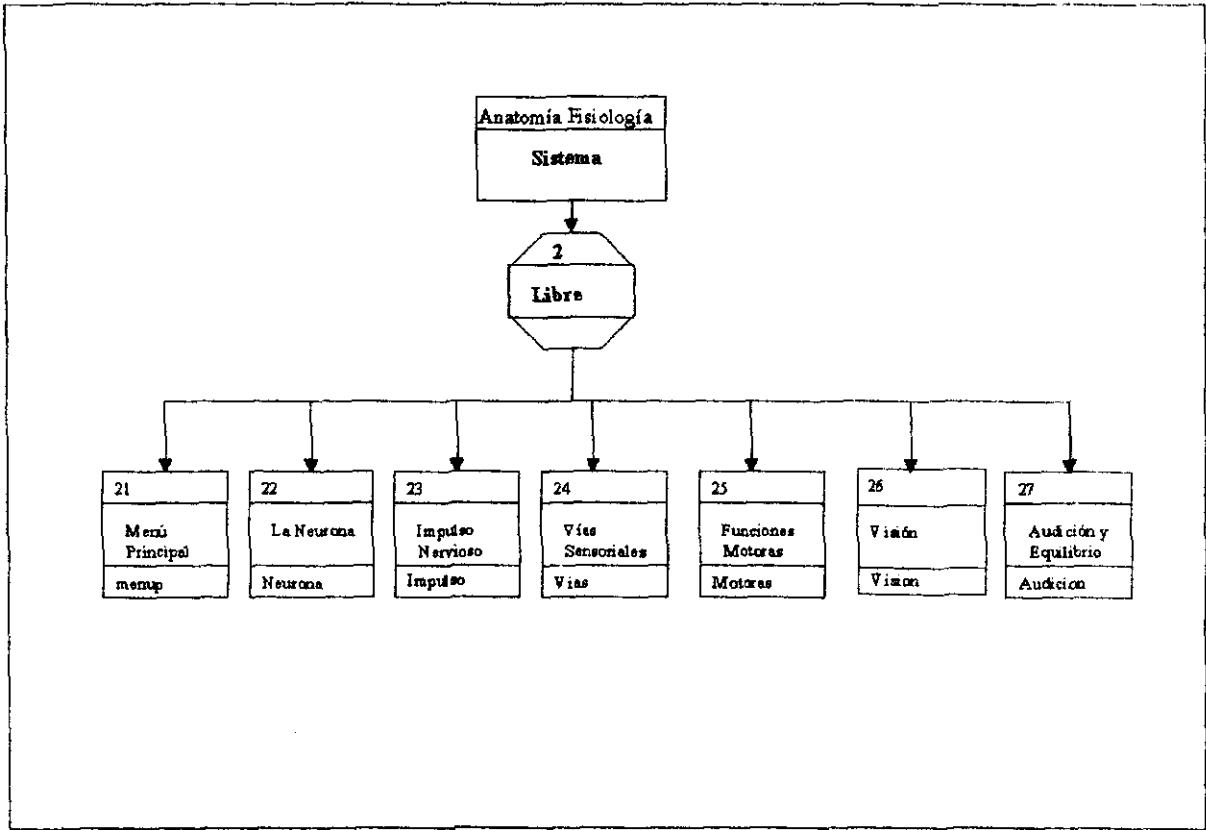 Anatomía Fisiología
Sistema
2
Libre
21
Menú
Principal
menup
22
La Neurona
Neurona
23
Impulso
Nervioso
Impulso
24
Vías
Sensoriales
Vias
25
Funciones
Motoras
Motoras
26
Visión
Vision
27
Audición y
Equilibrio
Audicion